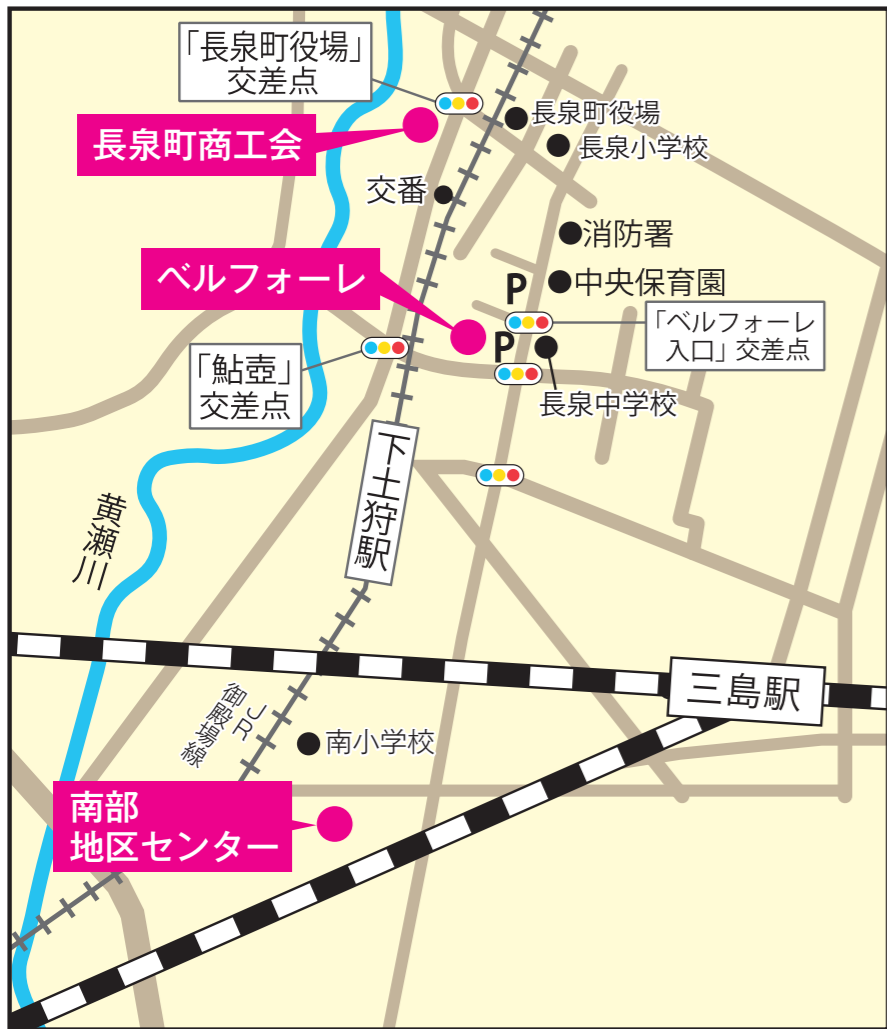 「長泉町役場」
交差点
長泉町役場
長泉町商工会
長泉小学校
交番
消防署
ベルフォーレ
P
中央保育園
「ベルフォーレ
入口」交差点
P
「鮎壺」
交差点
長泉中学校
下土狩駅
黄瀬川
三島駅
JR
御殿場線
南小学校
南部
地区センター